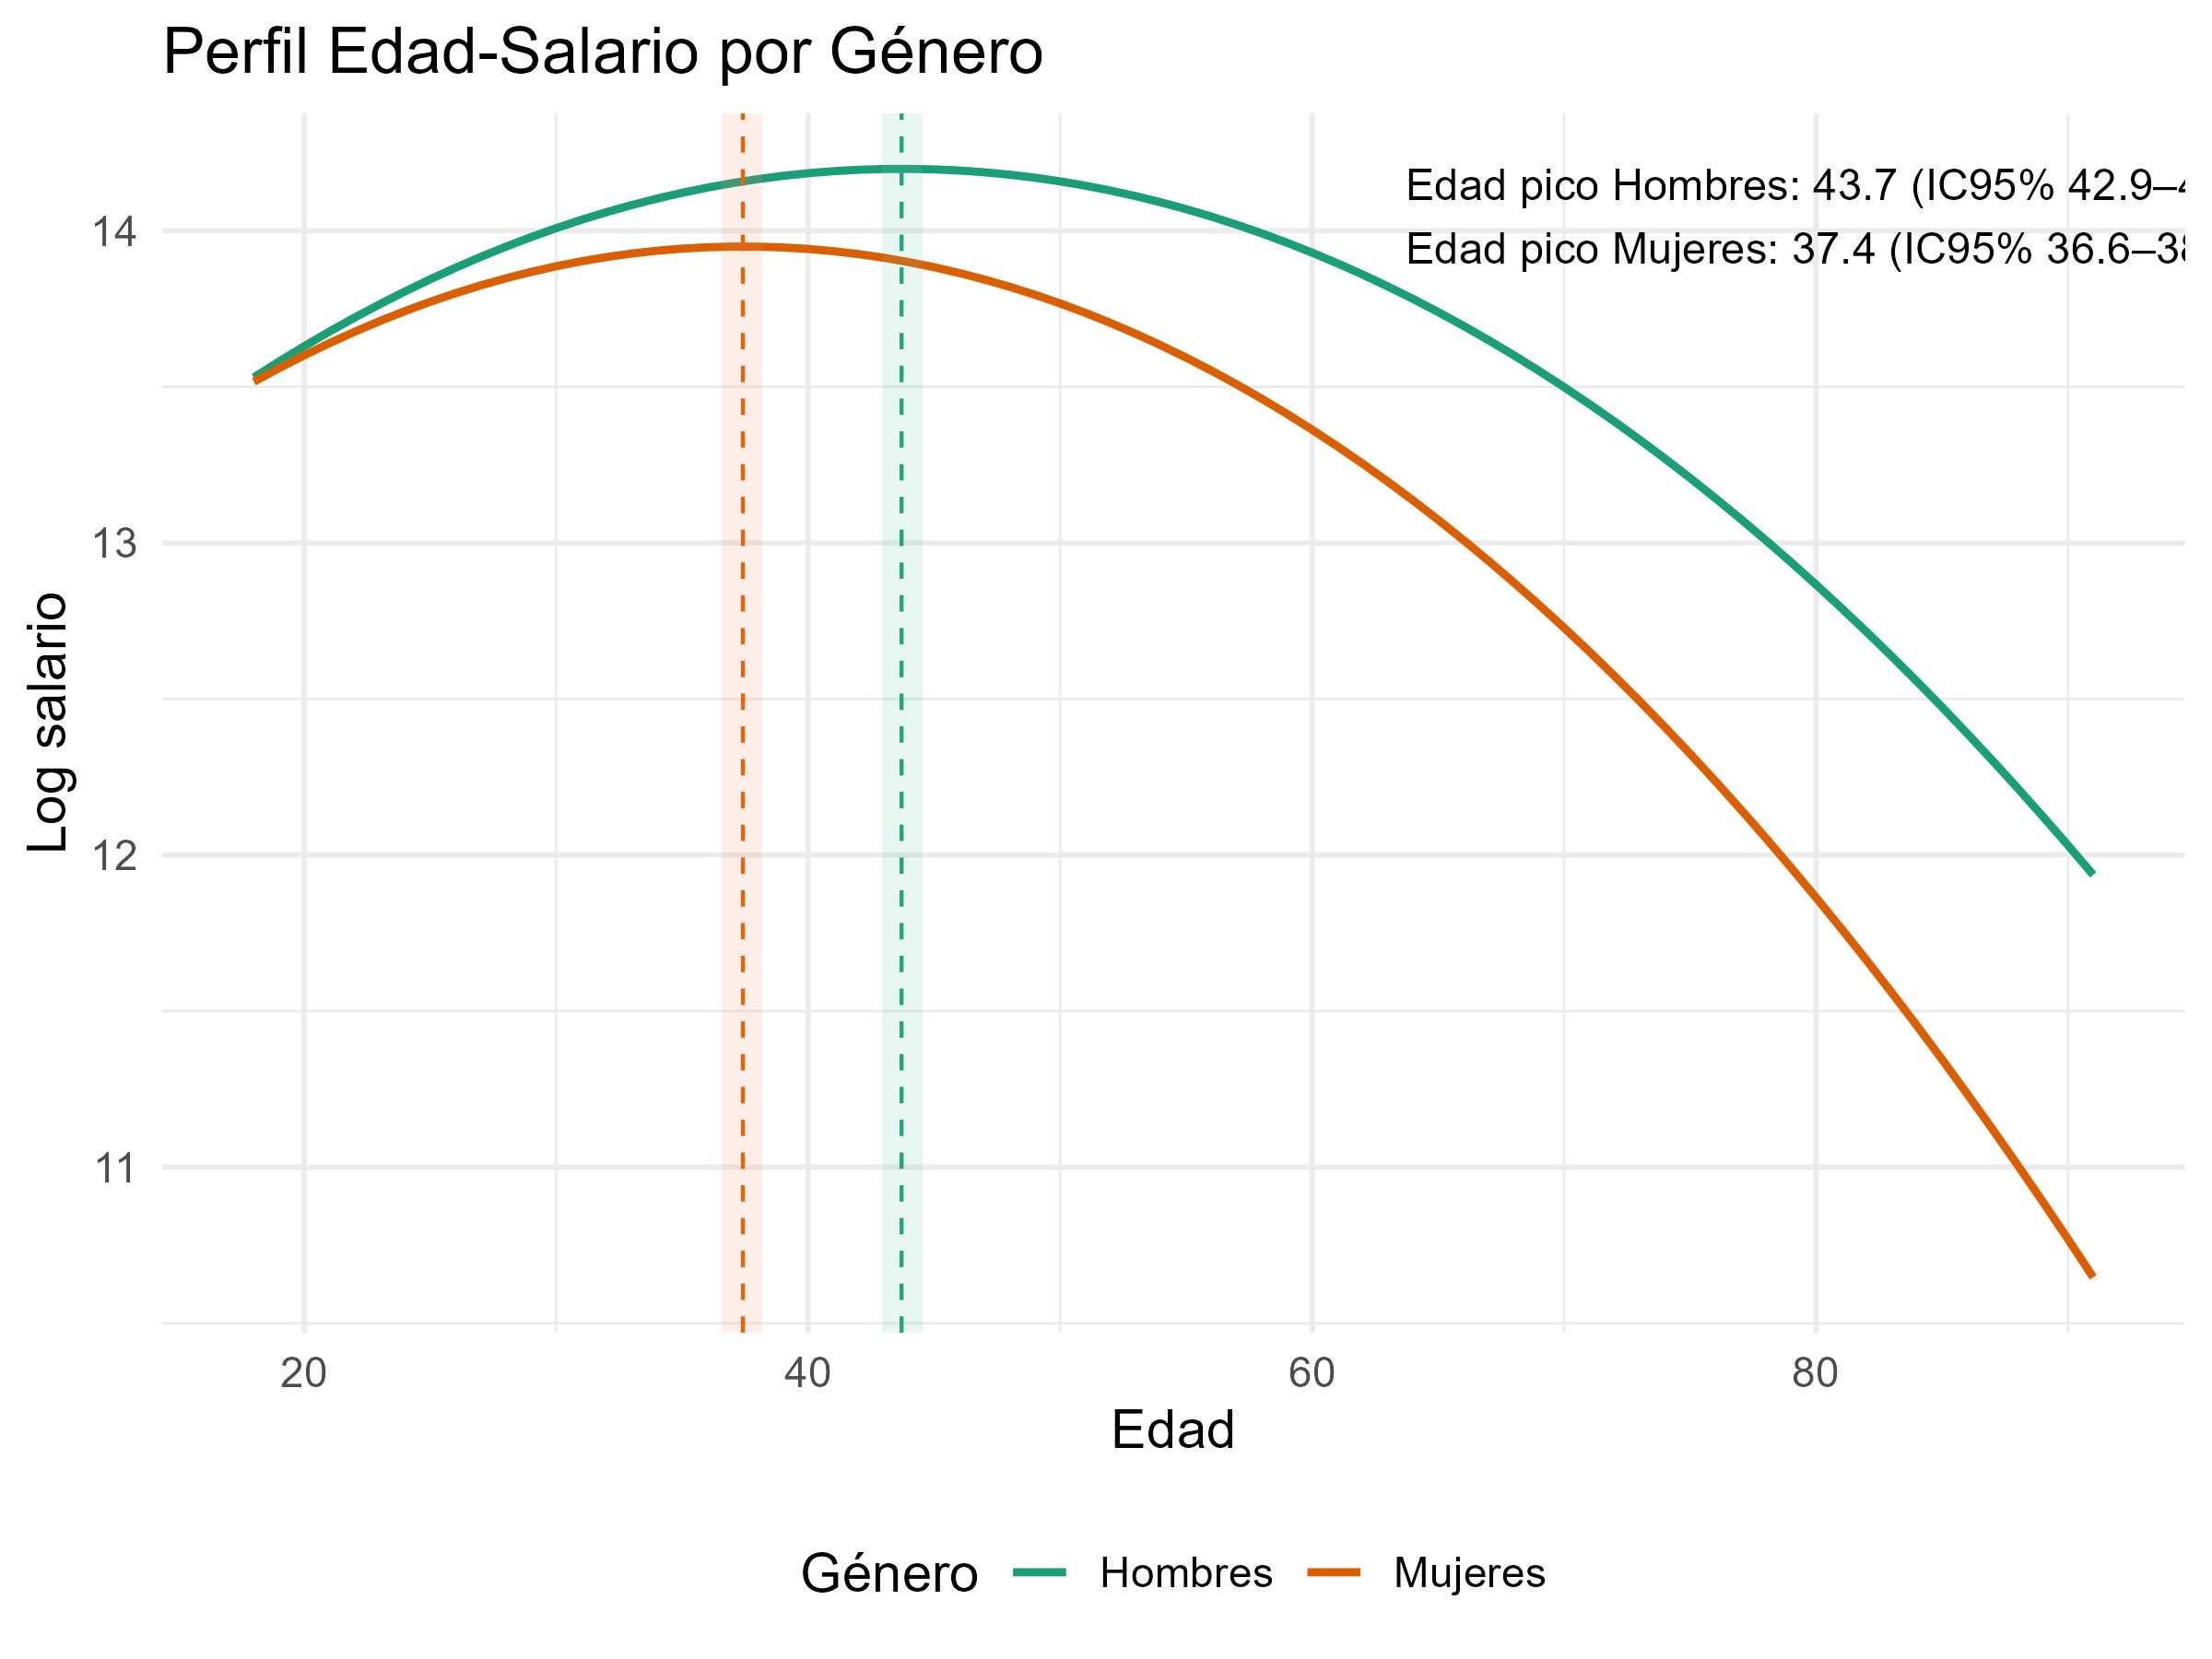 Perfil Edad-Salario por Género
Edad pico Hombres: 43.7 (IC95% 42.9–
Edad pico Mujeres: 37.4 (IC95% 36.6–
Log salario
14
13
12
11
20 40 60 80
Edad
Género Hombres Mujeres